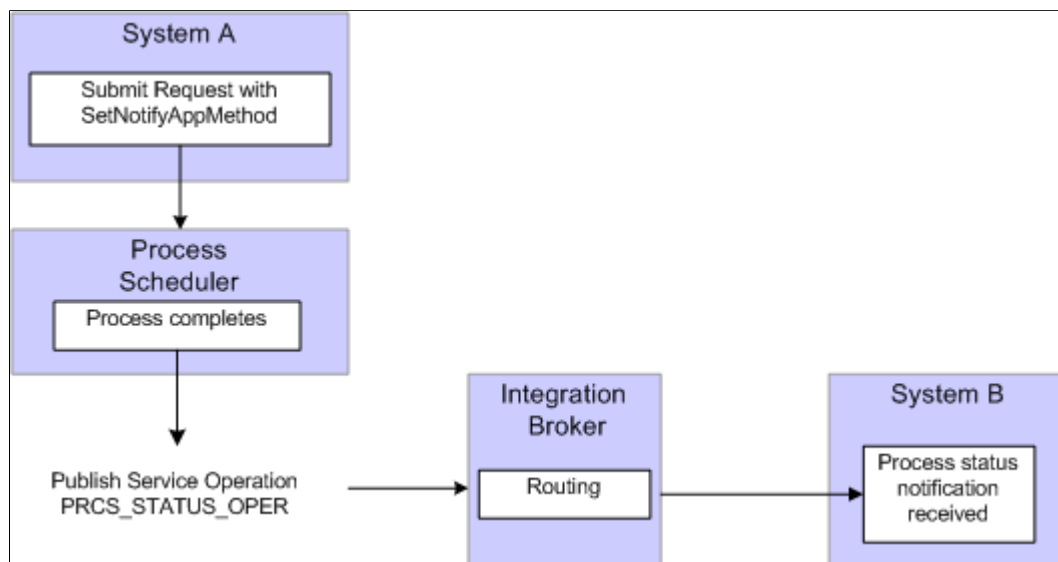 System A
Submit Request with
SetNotifyAppMethod
Process
Scheduler
Process completes
Publish Service Operation
PRCS_STATUS_OPER
Integration
Broker
Routing
System B
Process status
notification
received